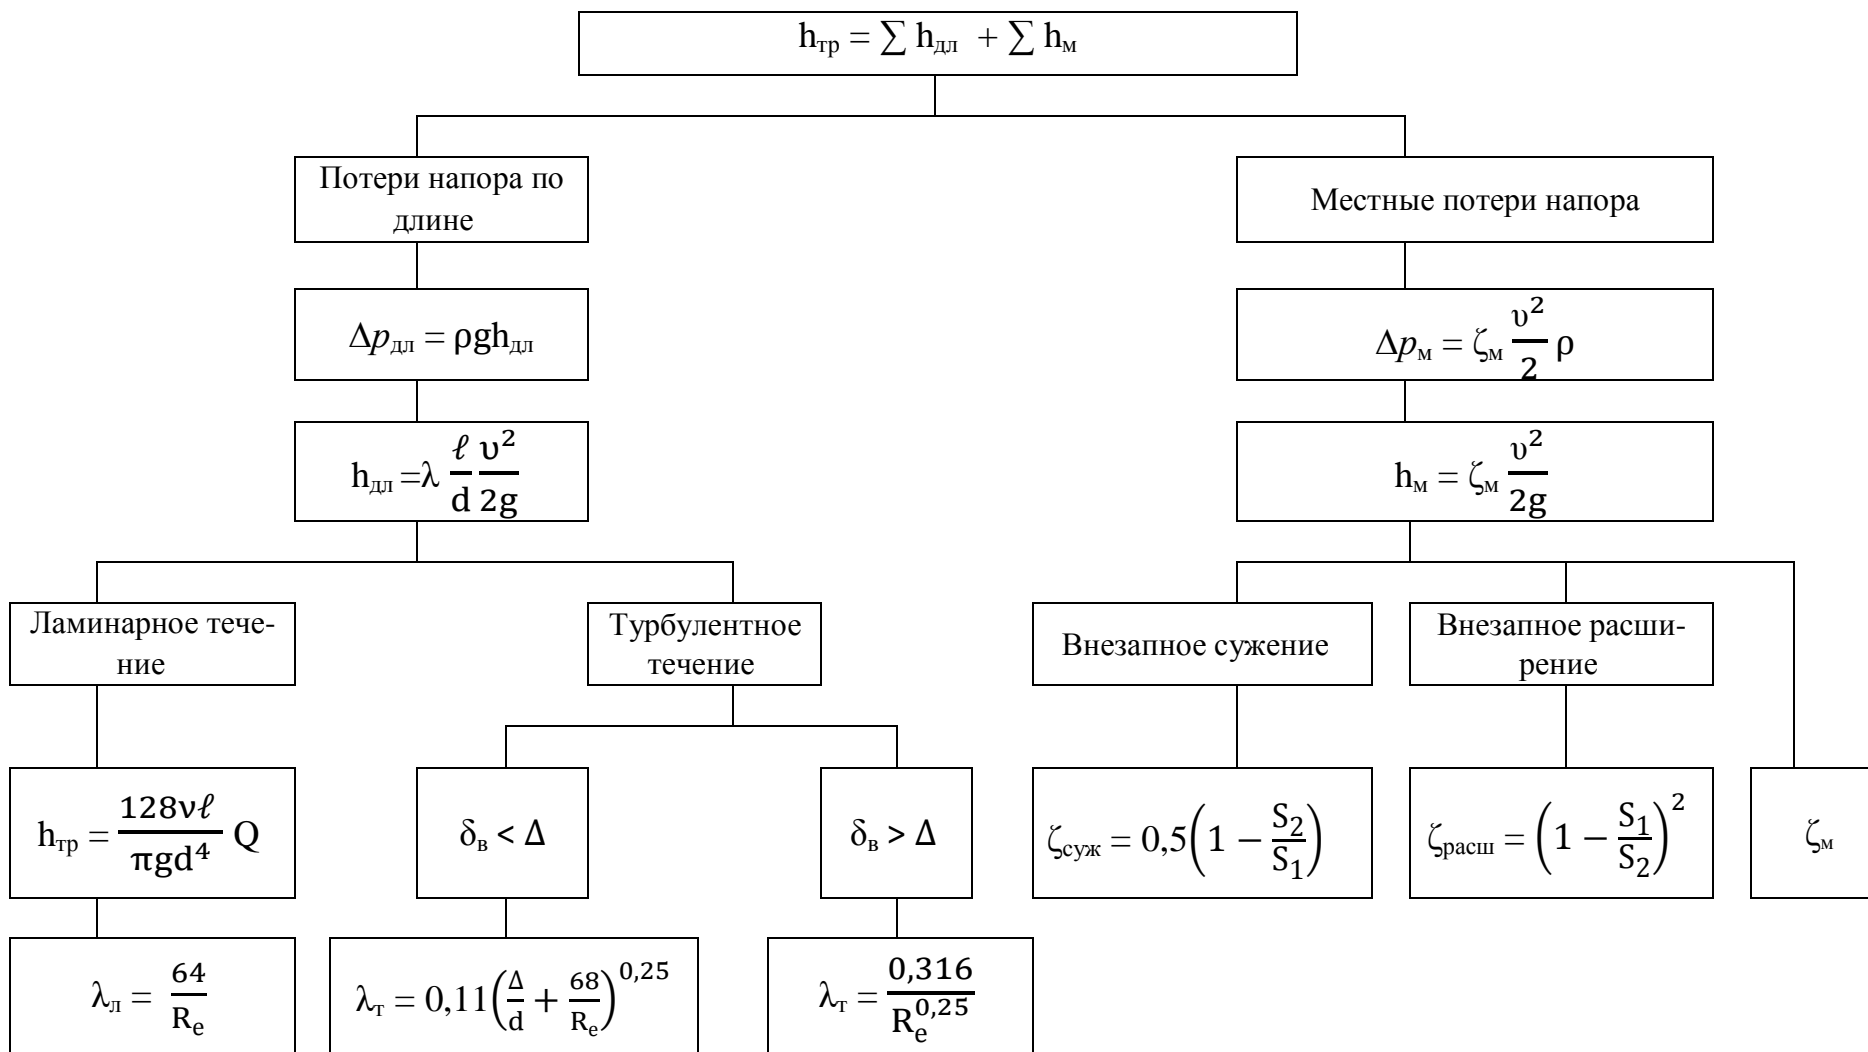 h_тр = ∑ h_дл + ∑ h_м
Потери напора по
длине
Местные потери напора
Δp_дл = ρgh_дл
Δp_м = ζ_м υ²/2 ρ
h_дл =λ ℓ/d υ²/2g
h_м = ζ_м υ²/2g
Ламинарное тече-
ние
Турбулентное
течение
Внезапное сужение
Внезапное расши-
рение
h_тр = 128νℓ/πgd⁴ Q
δ_в < Δ
δ_в > Δ
ζ_суж = 0,5(1 − S₂/S₁)
ζ_расш = (1 − S₁/S₂)²
ζ_м
λ_л = 64/R_e
λ_т = 0,11(Δ/d + 68/R_e)^0,25
λ_т = 0,316/R_e^0,25